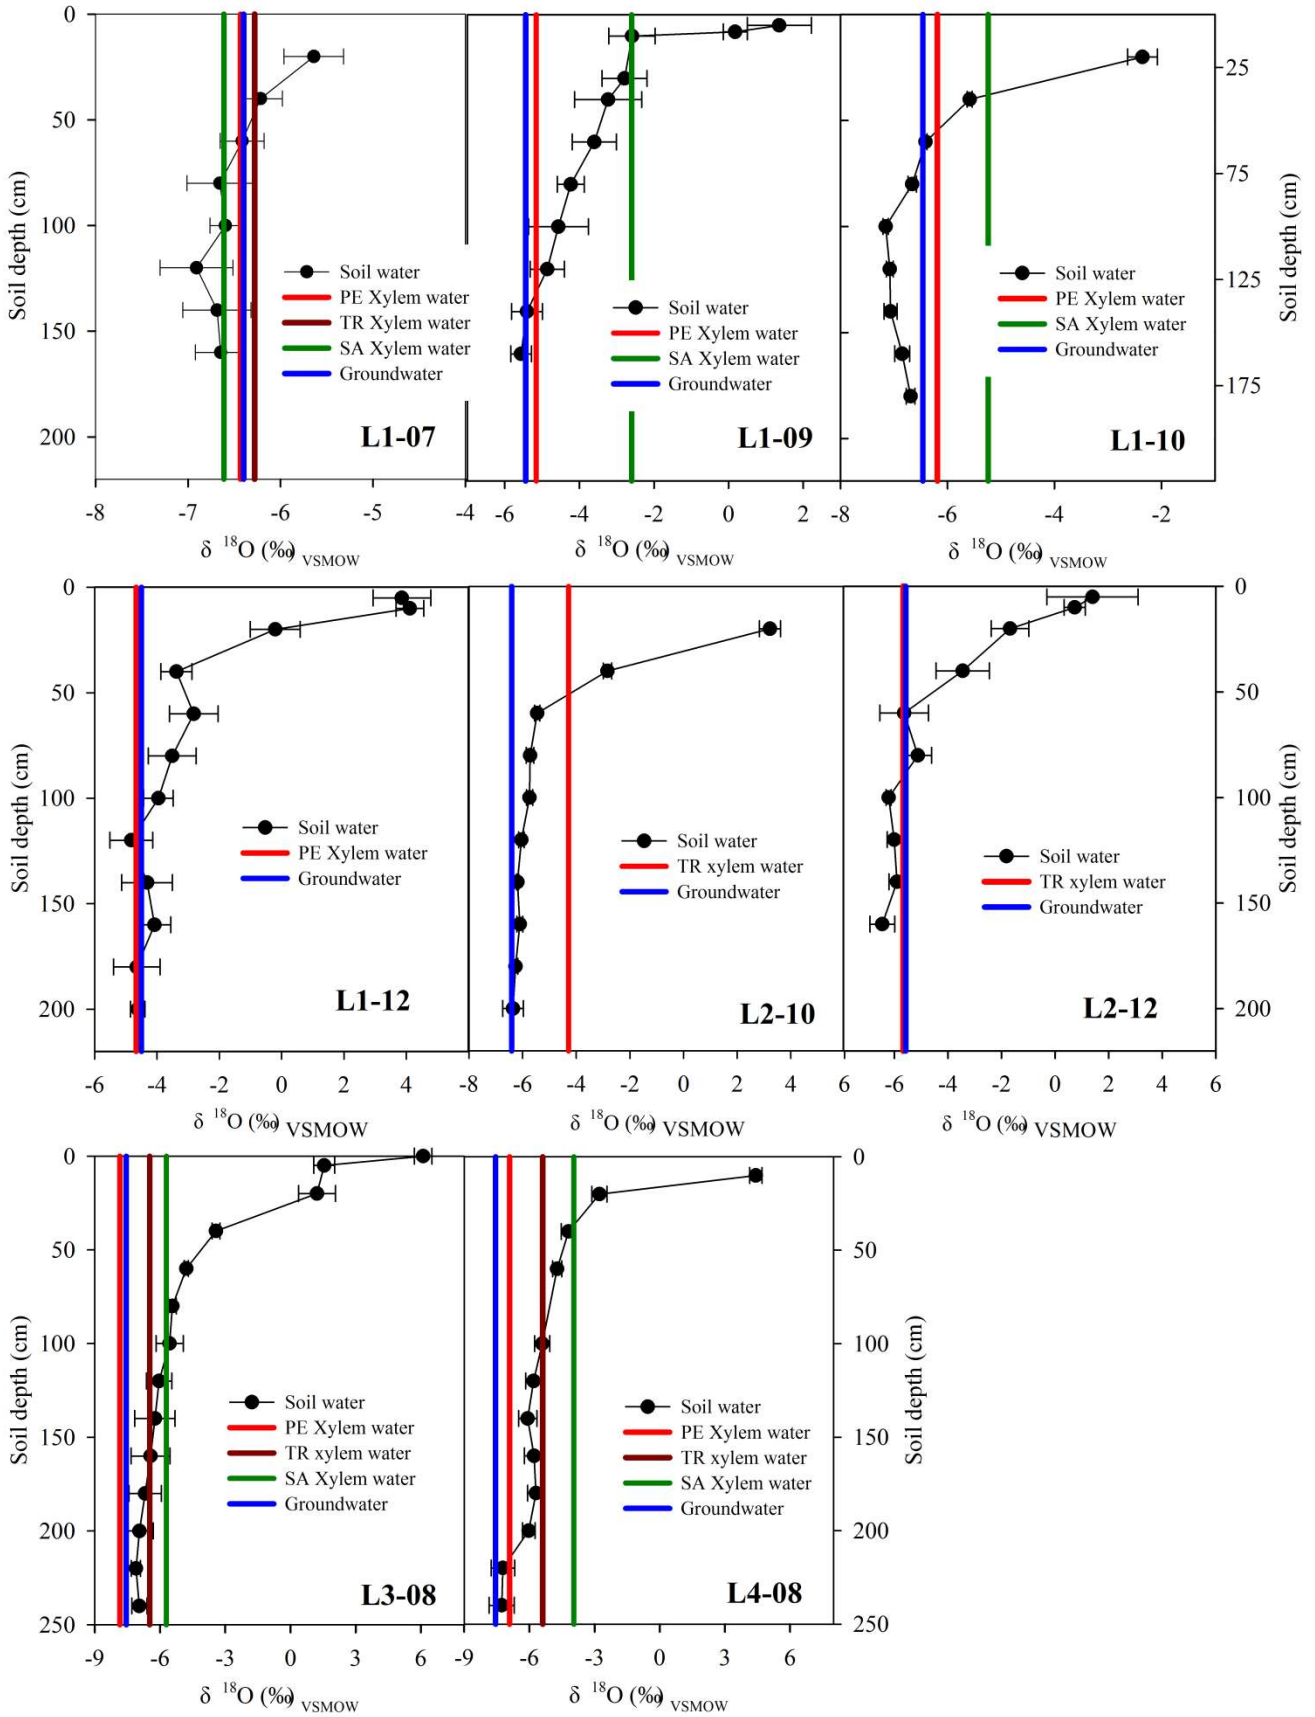 0
50
100
150
200
Soil depth (cm)
-8
-7
-6
-5
-4
δ 18O (‰) VSMOW
Soil water
PE Xylem water
TR Xylem water
SA Xylem water
Groundwater
L1-07
-6
-4
-2
0
2
δ 18O (‰) VSMOW
Soil water
PE Xylem water
SA Xylem water
Groundwater
L1-09
-8
-6
-4
-2
δ 18O (‰) VSMOW
25
75
125
175
Soil depth (cm)
Soil water
PE Xylem water
SA Xylem water
Groundwater
L1-10
0
50
100
150
200
Soil depth (cm)
-6
-4
-2
0
2
4
δ 18O (‰) VSMOW
Soil water
PE Xylem water
Groundwater
L1-12
-8
-6
-4
-2
0
2
4
6
δ 18O (‰) VSMOW
Soil water
TR xylem water
Groundwater
L2-10
-6
-4
-2
0
2
4
6
δ 18O (‰) VSMOW
0
50
100
150
200
Soil depth (cm)
Soil water
TR xylem water
Groundwater
L2-12
0
50
100
150
200
250
Soil depth (cm)
-9
-6
-3
0
3
6
δ 18O (‰) VSMOW
Soil water
PE Xylem water
TR xylem water
SA Xylem water
Groundwater
L3-08
-9
-6
-3
0
3
6
δ 18O (‰) VSMOW
0
50
100
150
200
250
Soil depth (cm)
Soil water
PE Xylem water
TR xylem water
SA Xylem water
Groundwater
L4-08